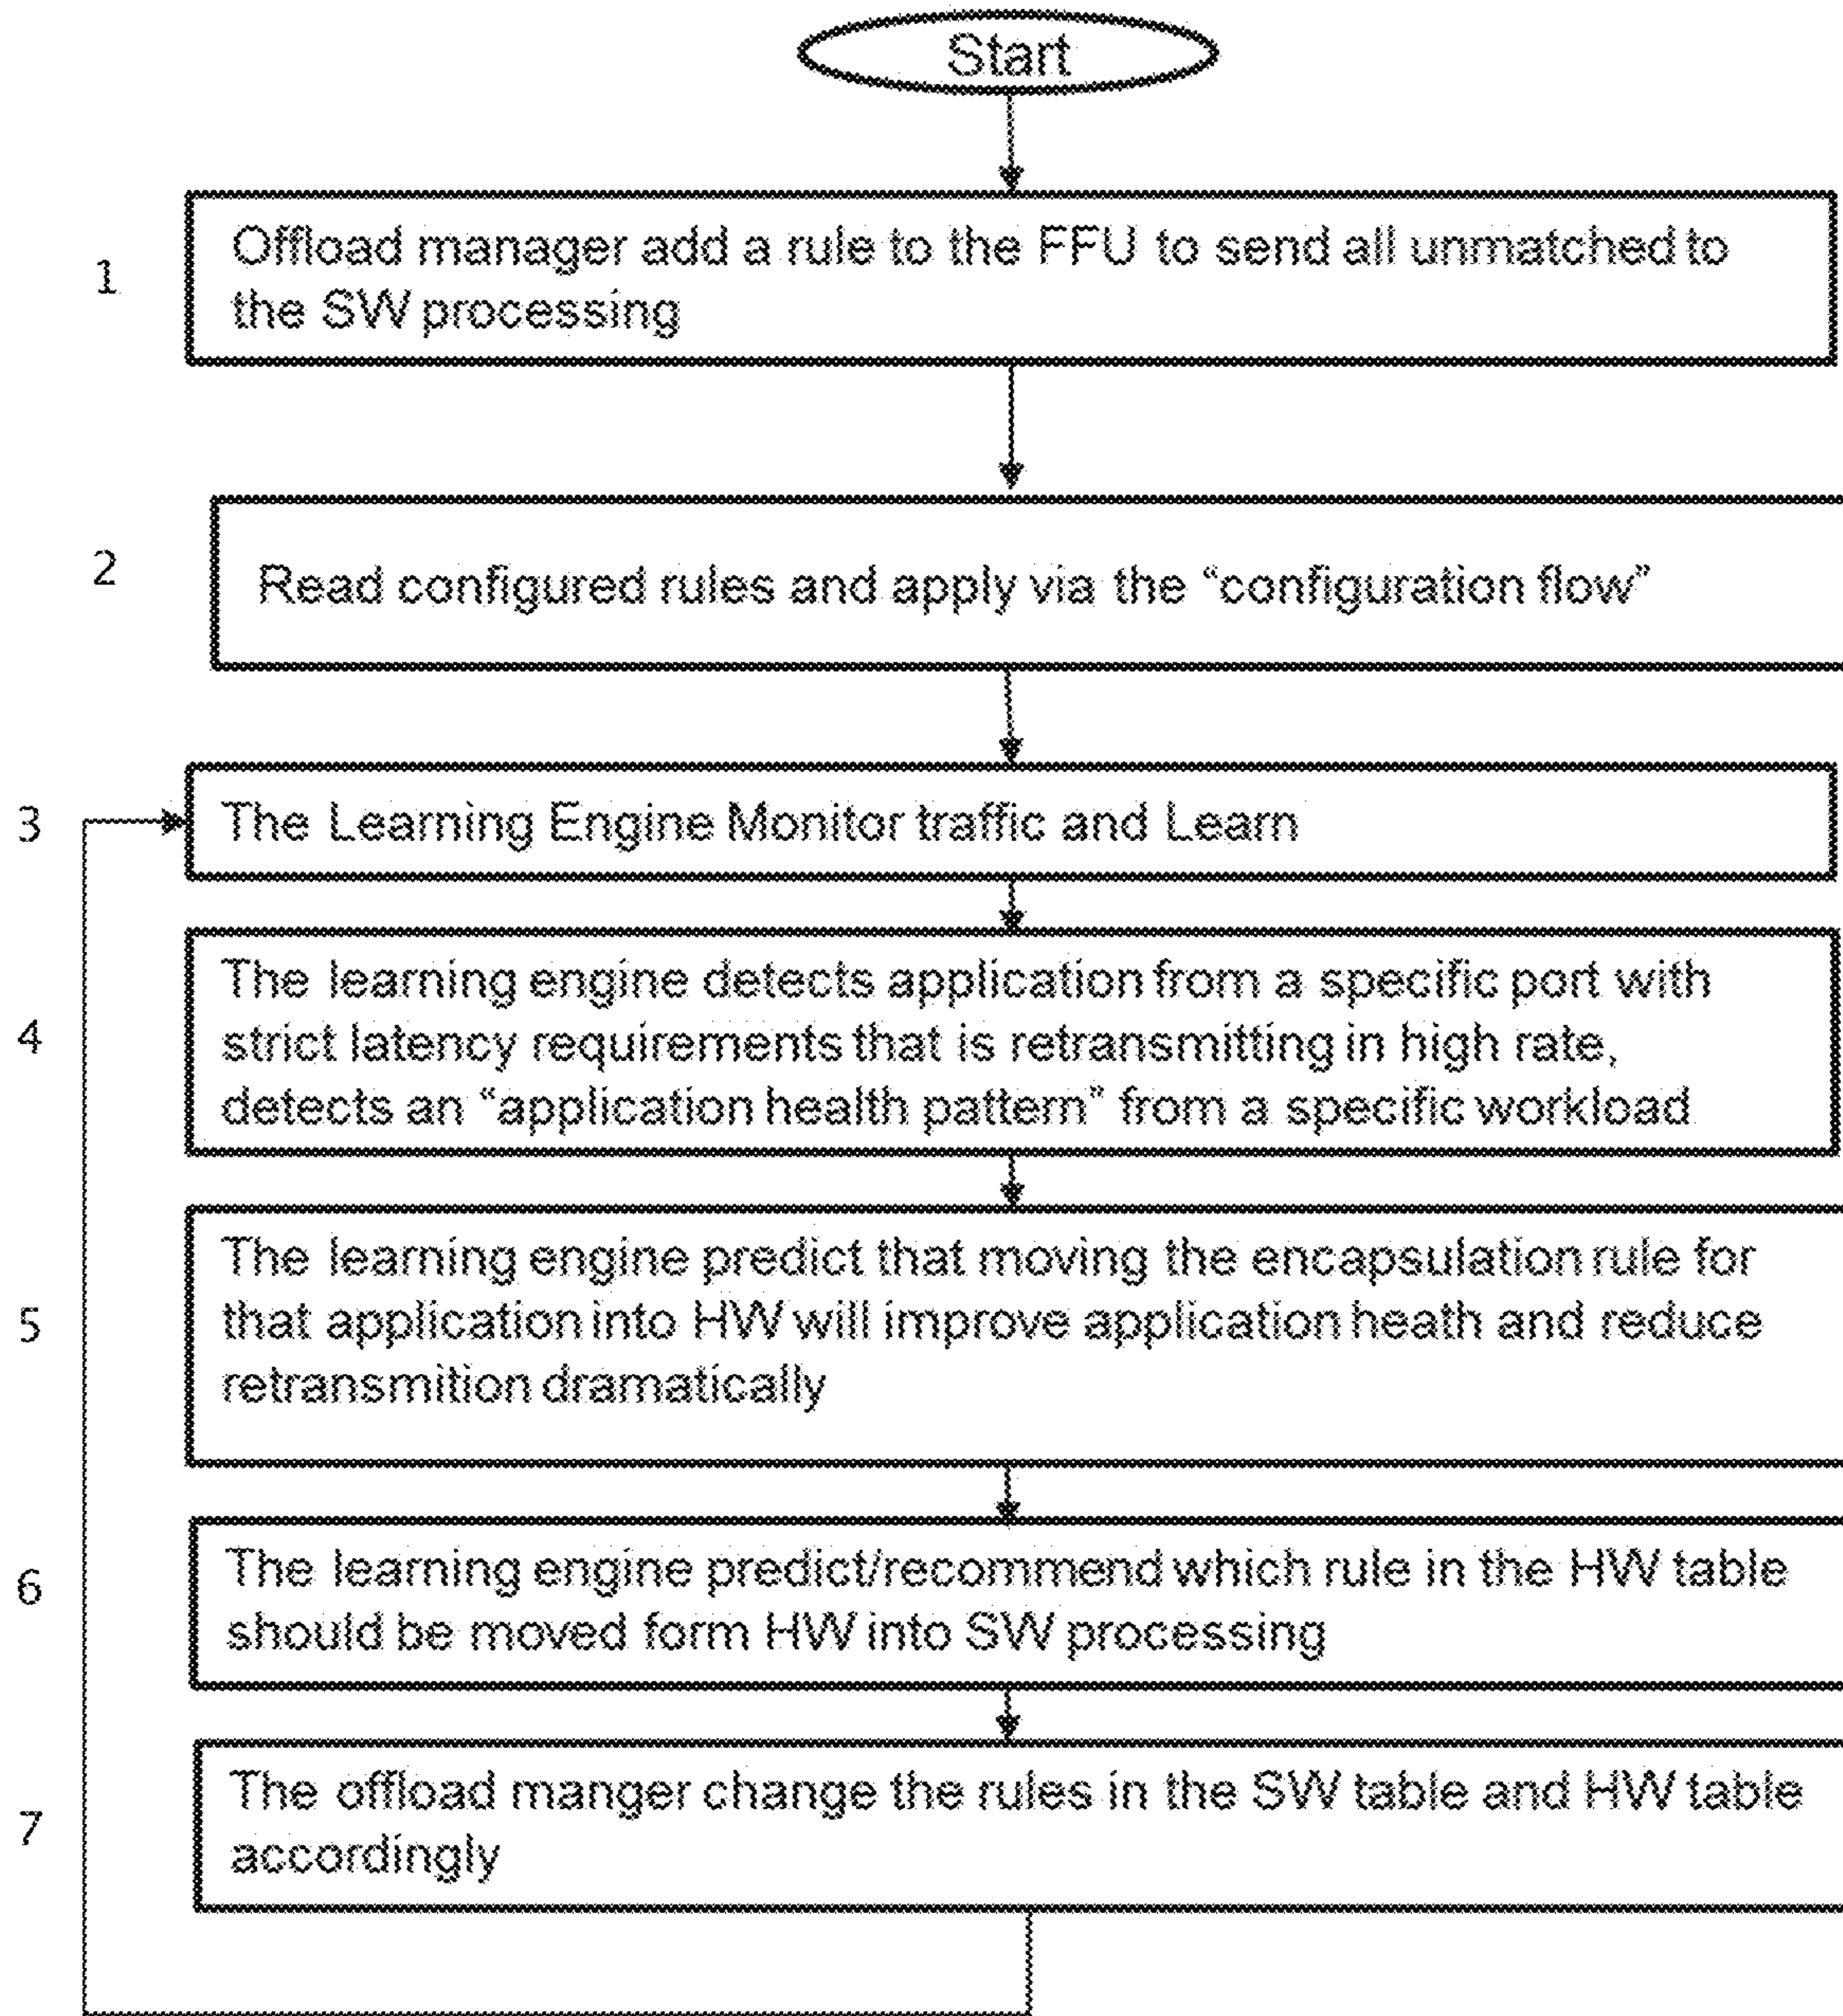 Start
1
Offload manager add a rule to the FFU to send all unmatched to
the SW processing
2
Read configured rules and apply via the “configuration flow”
3
The Learning Engine Monitor traffic and Learn
4
The learning engine detects application from a specific port with
strict latency requirements that is retransmitting in high rate,
detects an “application health pattern” from a specific workload
5
The learning engine predict that moving the encapsulation rule for
that application into HW will improve application heath and reduce
retransmition dramatically
6
The learning engine predict/recommend which rule in the HW table
should be moved form HW into SW processing
7
The offload manger change the rules in the SW table and HW table
accordingly